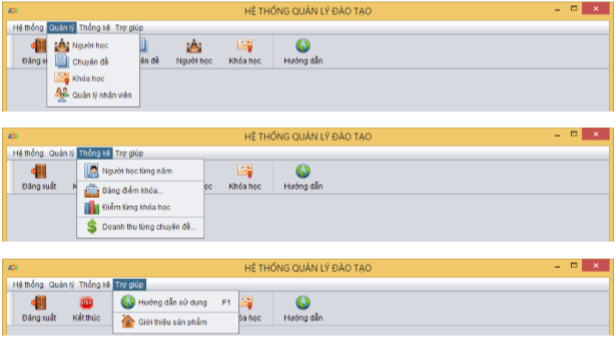 HỆ THỐNG QUẢN LÝ ĐÀO TẠO
Hệ thống Quản lý Thống kê Trợ giúp
Người học
Chuyên đề
Khóa học
Quản lý nhân viên
Đăng x ên đề Người học Khóa học Hướng dẫn
HỆ THỐNG QUẢN LÝ ĐÀO TẠO
Hệ thống Quản lý Thống kê Trợ giúp
Người học từng năm
Bảng điểm khóa...
Điểm từng khóa học
Doanh thu từng chuyên đề...
Đăng xuất K ọc Khóa học Hướng dẫn
HỆ THỐNG QUẢN LÝ ĐÀO TẠO
Hệ thống Quản lý Thống kê Trợ giúp
Hướng dẫn sử dụng F1
Giới thiệu sản phẩm
Đăng xuất Kết thúc óa học Hướng dẫn